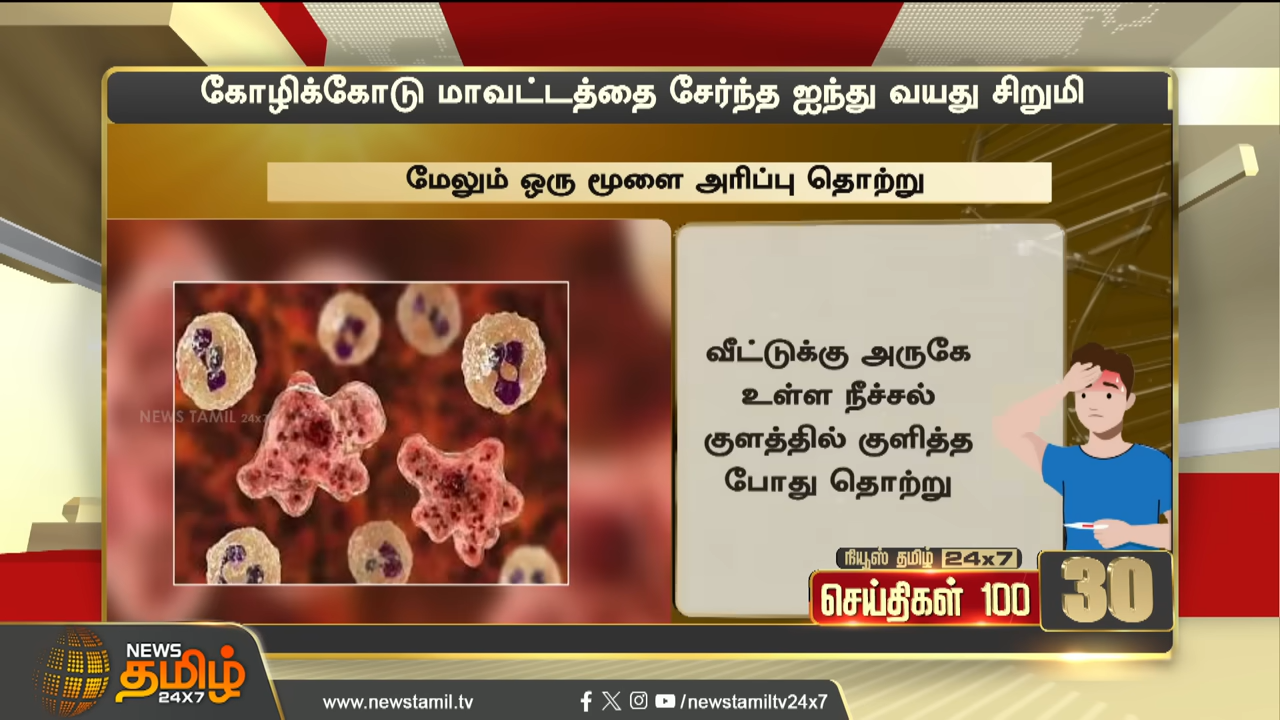 கோழிக்கோடு மாவட்டத்தை சேர்ந்த ஐந்து வயது சிறுமி
மேலும் ஒரு மூளை அரிப்பு தொற்று
வீட்டுக்கு அருகே
உள்ள நீச்சல்
குளத்தில் குளித்த
போது தொற்று
NEWS TAMIL 24x7
நியூஸ் தமிழ் 24x7
செய்திகள் 100
30
NEWS
தமிழ்
24X7
www.newstamil.tv
/newstamiltv24x7